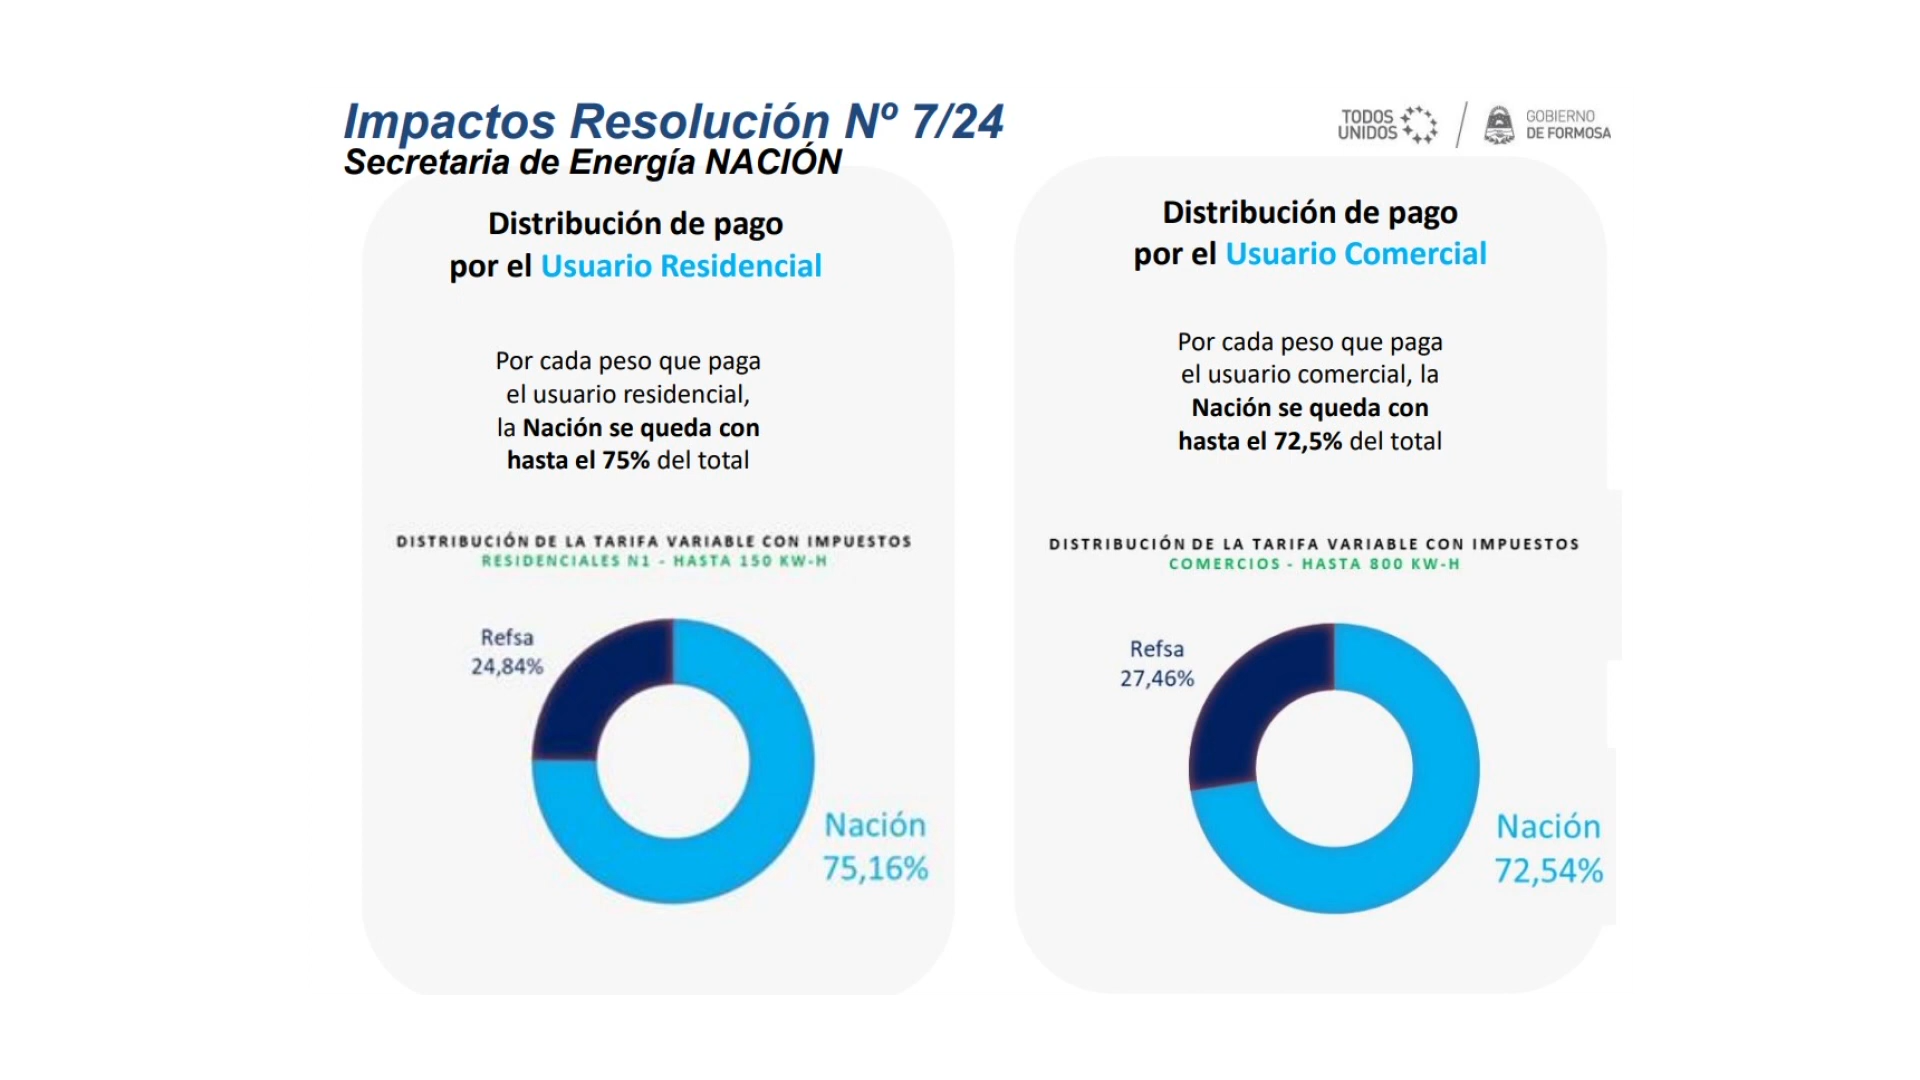 Impactos Resolución Nº 7/24
Secretaria de Energía NACIÓN
TODOS
UNIDOS
GOBIERNO
DE FORMOSA
Distribución de pago
por el Usuario Residencial
Por cada peso que paga
el usuario residencial,
la Nación se queda con
hasta el 75% del total
DISTRIBUCIÓN DE LA TARIFA VARIABLE CON IMPUESTOS
RESIDENCIALES N1 - HASTA 150 KW-H
Refsa
24,84%
Nación
75,16%
Distribución de pago
por el Usuario Comercial
Por cada peso que paga
el usuario comercial, la
Nación se queda con
hasta el 72,5% del total
DISTRIBUCIÓN DE LA TARIFA VARIABLE CON IMPUESTOS
COMERCIOS - HASTA 800 KW-H
Refsa
27,46%
Nación
72,54%